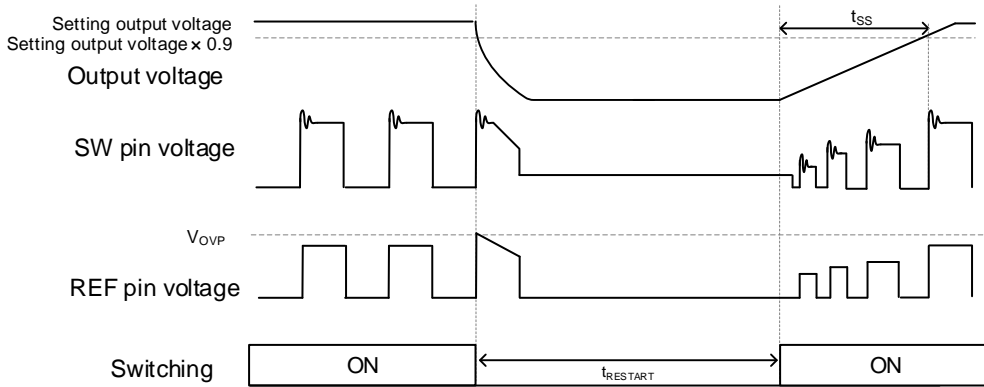 Setting output voltage
tSS
Setting output voltage × 0.9
Output voltage
SW pin voltage
VOVP
REF pin voltage
Switching
ON
tRESTART
ON